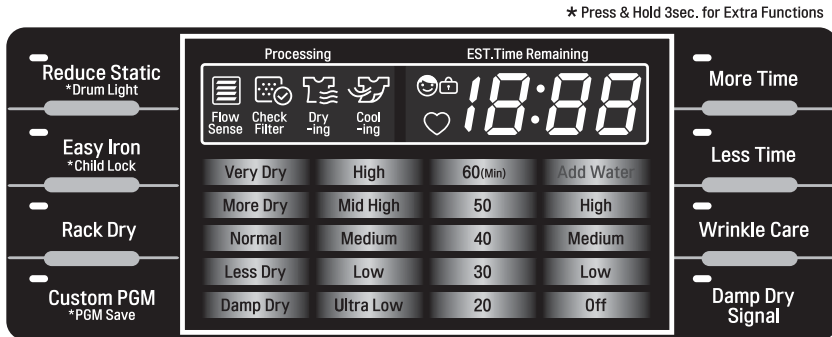 * Press & Hold 3sec. for Extra Functions
Reduce Static
*Drum Light
Easy Iron
*Child Lock
Rack Dry
Custom PGM
*PGM Save
Processing
EST.Time Remaining
Flow
Sense
Check
Filter
Dry
-ing
Cool
-ing
18:88
Very Dry High 60(Min) Add Water
More Dry Mid High 50 High
Normal Medium 40 Medium
Less Dry Low 30 Low
Damp Dry Ultra Low 20 Off
More Time
Less Time
Wrinkle Care
Damp Dry
Signal